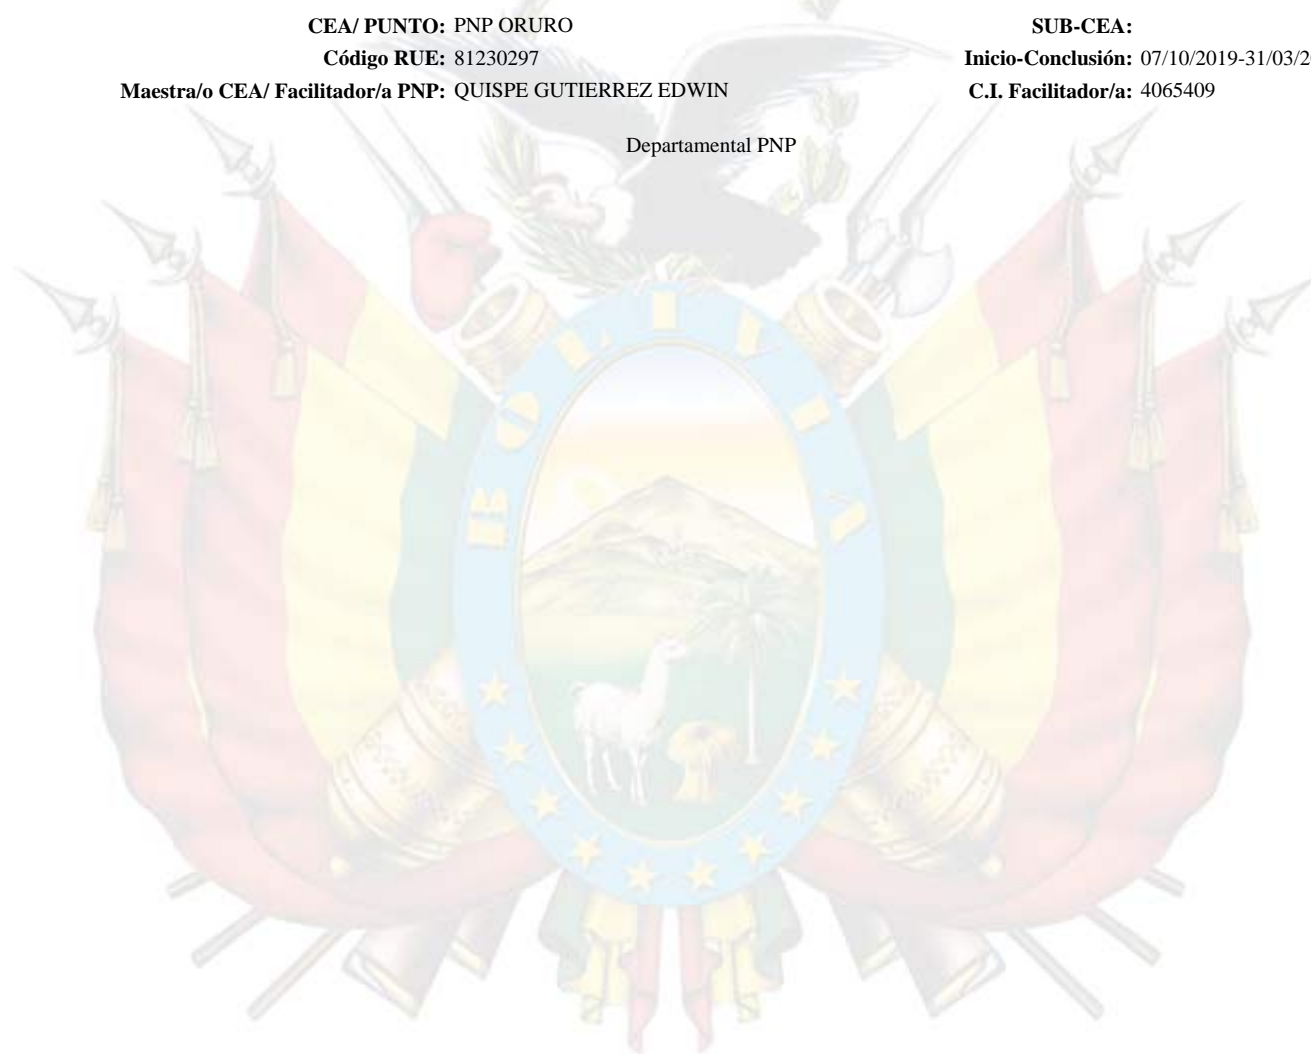 CEA/ PUNTO: PNP ORURO SUB-CEA:
Código RUE: 81230297 Inicio-Conclusión: 07/10/2019-31/03/2
Maestra/o CEA/ Facilitador/a PNP: QUISPE GUTIERREZ EDWIN C.I. Facilitador/a: 4065409
Departamental PNP
BOLIVIA